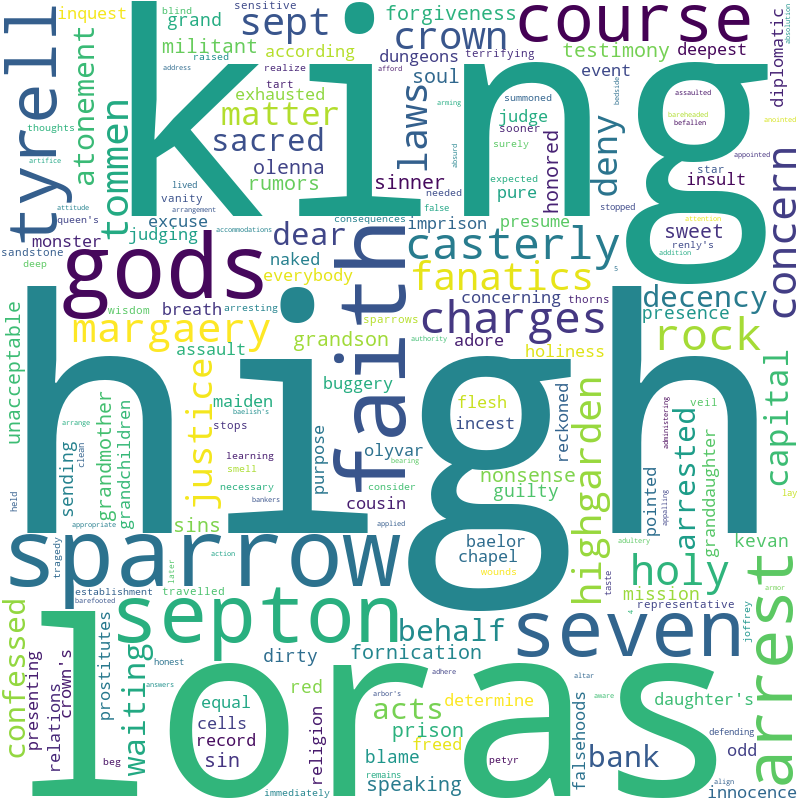 king
high
loras
sparrow
gods
faith
septon
seven
arrest
course
tyrell
crown
sept
charges
casterly
rock
fanatics
margaery
highgarden
holy
justice
tommen
matter
sacred
laws
deny
concern
capital
decency
behalf
acts
bank
waiting
confessed
arrested
atonement
militant
grand
forgiveness
according
dungeons
soul
exhausted
olenna
rumors
sinner
testimony
deepest
event
diplomatic
judge
pure
honored
insult
sweet
presume
imprison
dear
naked
everybody
excuse
judging
monster
vanity
breath
assault
unacceptable
grandson
concerning
adore
holiness
presence
buggery
maiden
flesh
incest
reckoned
olyvar
purpose
nonsense
guilty
cousin
sins
sending
grandmother
grandchildren
baelor
chapel
pointed
granddaughter
kevan
mission
representative
fornication
dirty
prostitutes
relations
presenting
crown's
equal
cells
record
sin
red
religion
prison
freed
blame
speaking
determine
falsehoods
daughter's
odd
innocence
inquest
blind
sensitive
raised
address
realize
tart
terrifying
afford
arming
summoned
sooner
surely
bedside
assaulted
bareheaded
befallen
anointed
absolution
thoughts
artifice
lived
attitude
arrangement
queen's
sandstone
deep
accommodations
consequences
needed
false
absurd
expected
stopped
appointed
star
attention
renly's
addition
s
thorns
wisdom
arresting
sparrows
authority
veil
administering
arrange
baelish's
stops
learning
smell
necessary
bankers
bearing
consider
clean
held
appropriate
applied
action
tragedy
later
travelled
establishment
barefooted
wounds
taste
adultery
appalling
lay
4
armor
joffrey
honest
answers
adhere
arbor's
altar
aware
defending
beg
petyr
remains
immediately
align